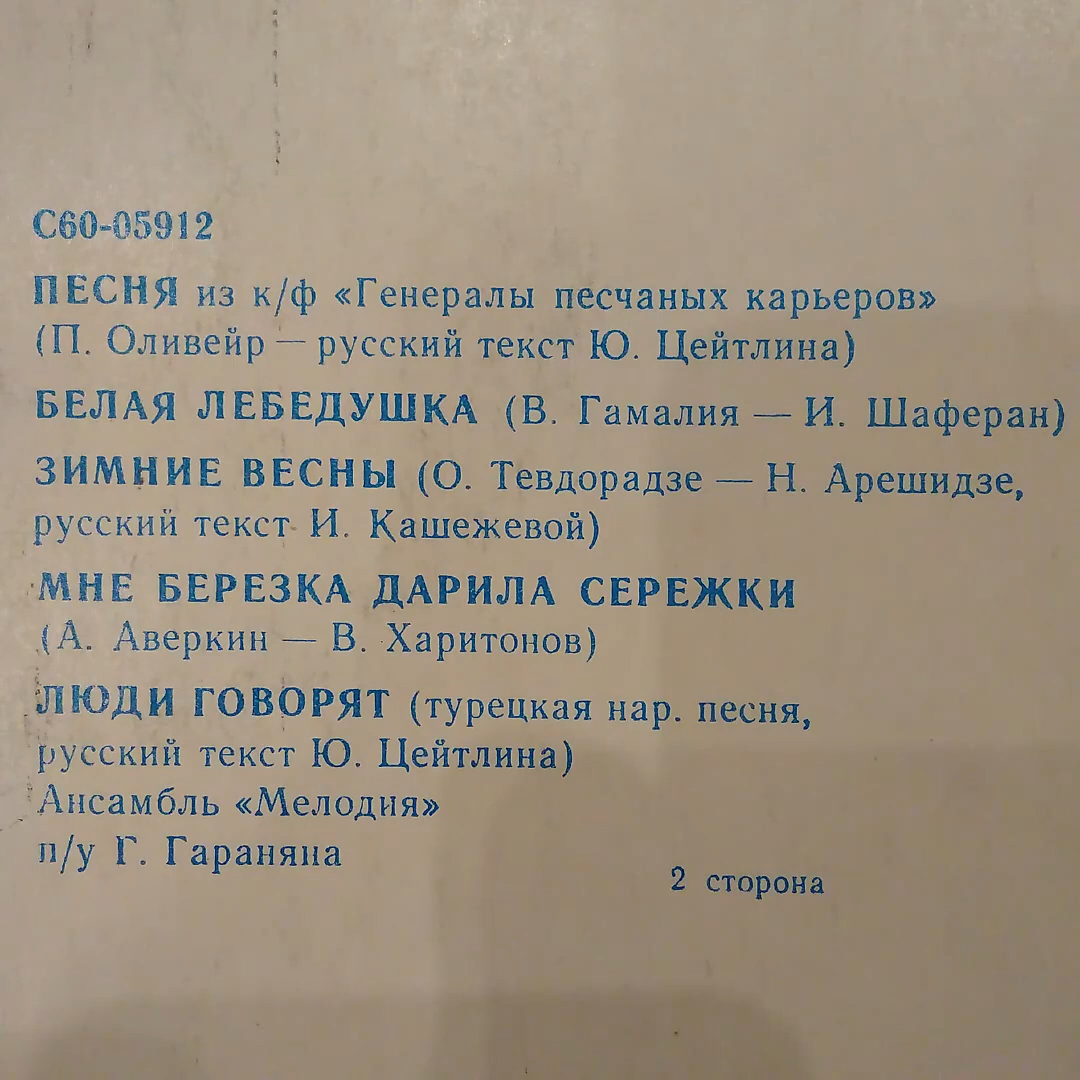 С60-05912
ПЕСНЯ из к/ф «Генералы песчаных карьеров»
(П. Оливейр — русский текст Ю. Цейтлина)
БЕЛАЯ ЛЕБЕДУШКА (В. Гамалия — И. Шаферан)
ЗИМНИЕ ВЕСНЫ (О. Тевдорадзе — Н. Арешидзе,
русский текст И. Кашежевой)
МНЕ БЕРЕЗКА ДАРИЛА СЕРЕЖКИ
(А. Аверкин — В. Харитонов)
ЛЮДИ ГОВОРЯТ (турецкая нар. песня,
русский текст Ю. Цейтлина)
Ансамбль «Мелодия»
п/у Г. Гараняна
2 сторона